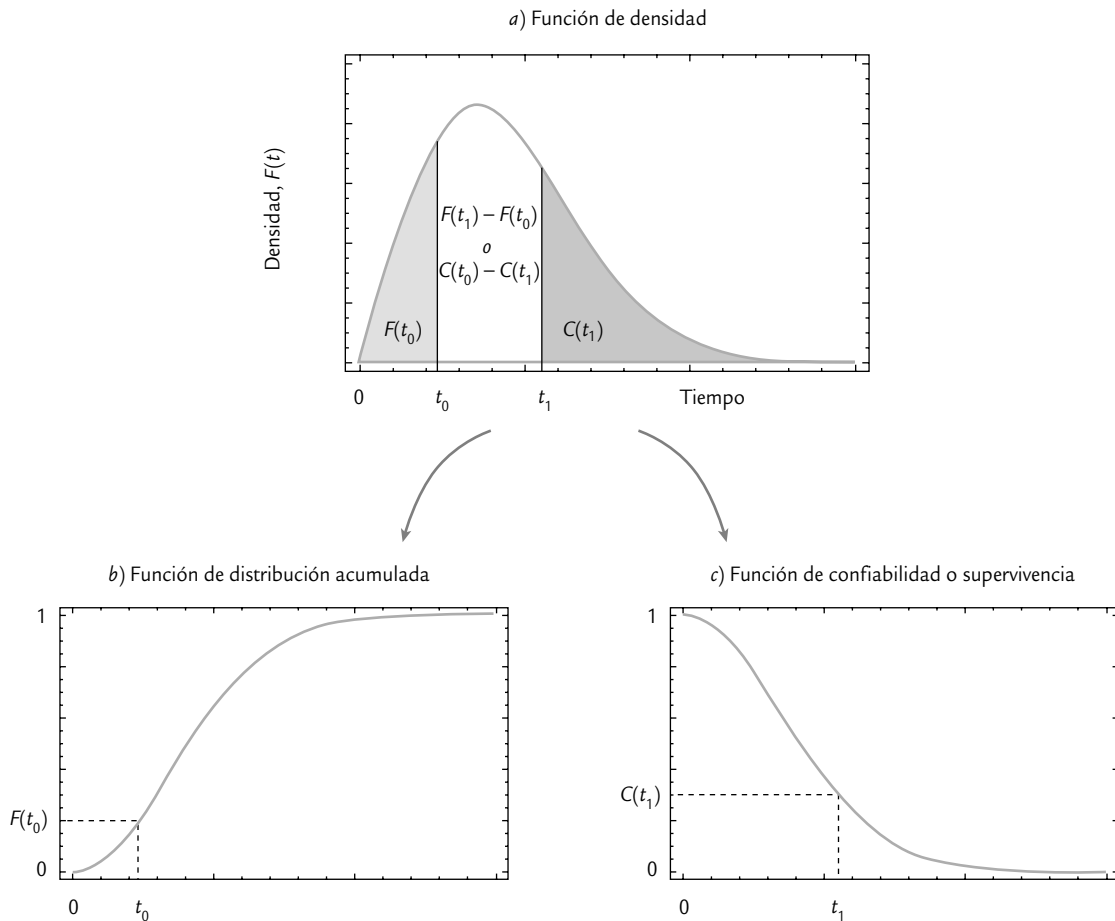 a) Función de densidad
Densidad, F(t)
F(t₁) – F(t₀)
o
C(t₀) – C(t₁)
F(t₀)
C(t₁)
0
t₀
t₁
Tiempo
b) Función de distribución acumulada
1
F(t₀)
0
0
t₀
c) Función de confiabilidad o supervivencia
1
C(t₁)
0
0
t₁